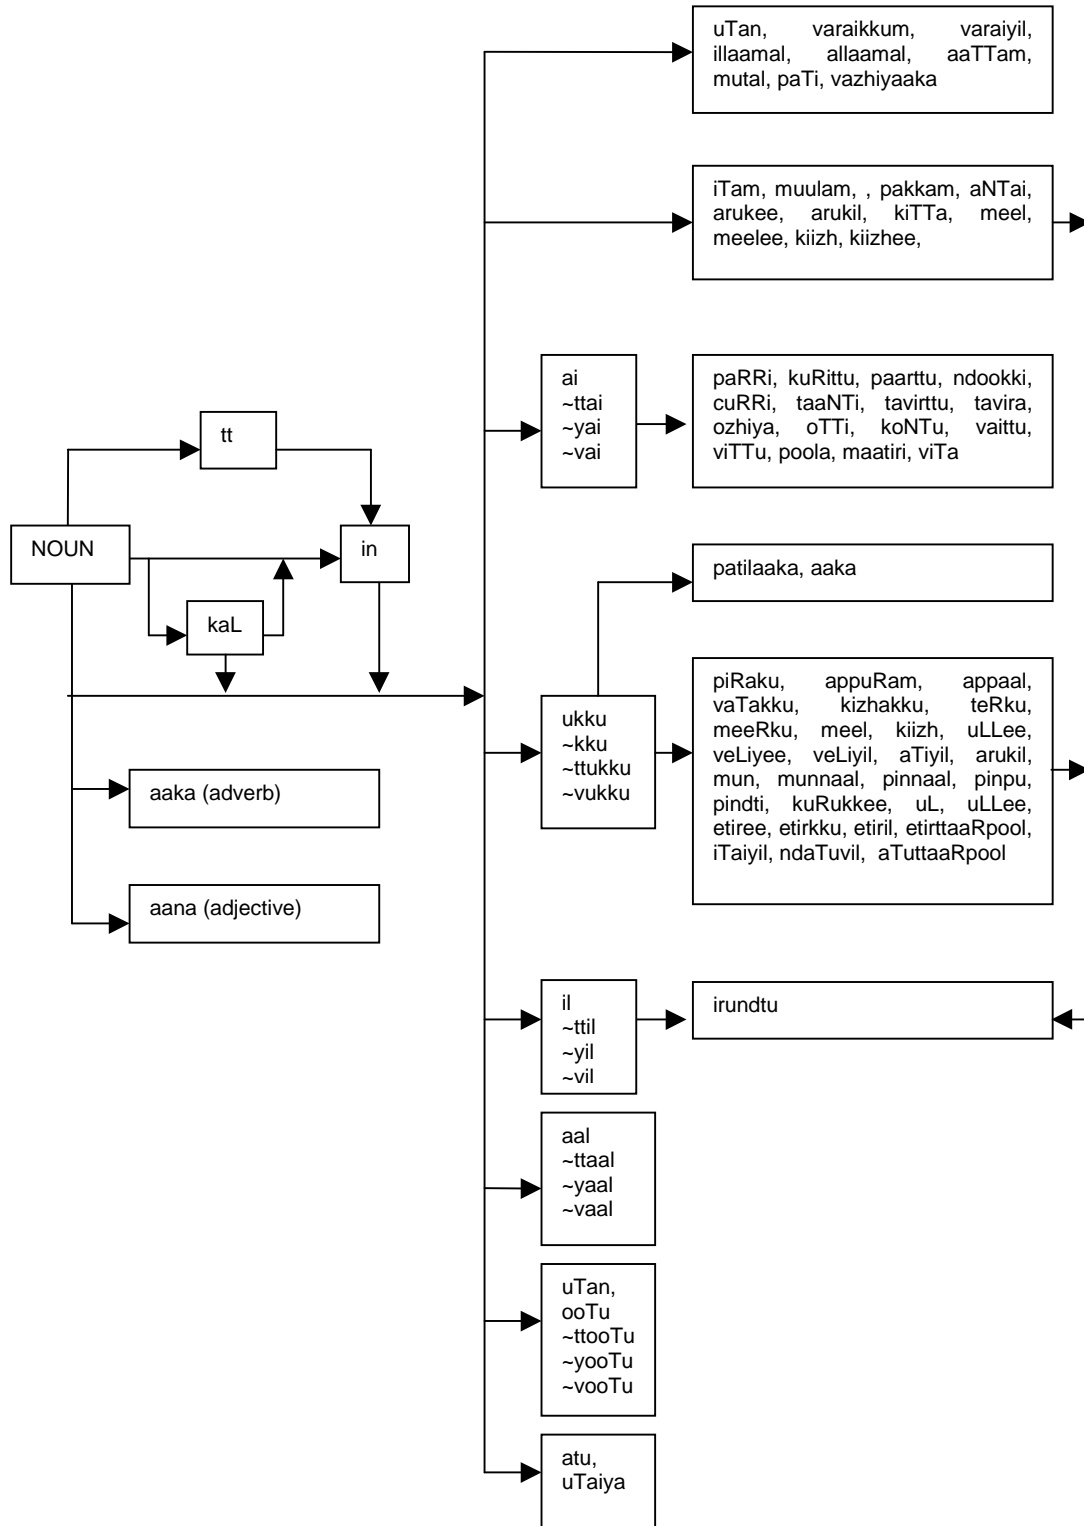 uTan, varaikkum, varaiyil,
illaamal, allaamal, aaTTam,
mutal, paTi, vazhiyaaka
iTam, muulam, , pakkam, aNTai,
arukee, arukil, kiTTa, meel,
meelee, kiizh, kiizhee,
ai
~ttai
~yai
~vai
paRRi, kuRittu, paarttu, ndookki,
cuRRi, taaNTi, tavirttu, tavira,
ozhiya, oTTi, koNTu, vaittu,
viTTu, poola, maatiri, viTa
tt
NOUN
in
kaL
patilaaka, aaka
ukku
~kku
~ttukku
~vukku
piRaku, appuRam, appaal,
vaTakku, kizhakku, teRku,
meeRku, meel, kiizh, uLLee,
veLiyee, veLiyil, aTiyil, arukil,
mun, munnaal, pinnaal, pinpu,
pindti, kuRukkee, uL, uLLee,
etiree, etirkku, etiril, etirttaaRpool,
iTaiyil, ndaTuvil, aTuttaaRpool
aaka (adverb)
aana (adjective)
il
~ttil
~yil
~vil
irundtu
aal
~ttaal
~yaal
~vaal
uTan,
ooTu
~ttooTu
~yooTu
~vooTu
atu,
uTaiya